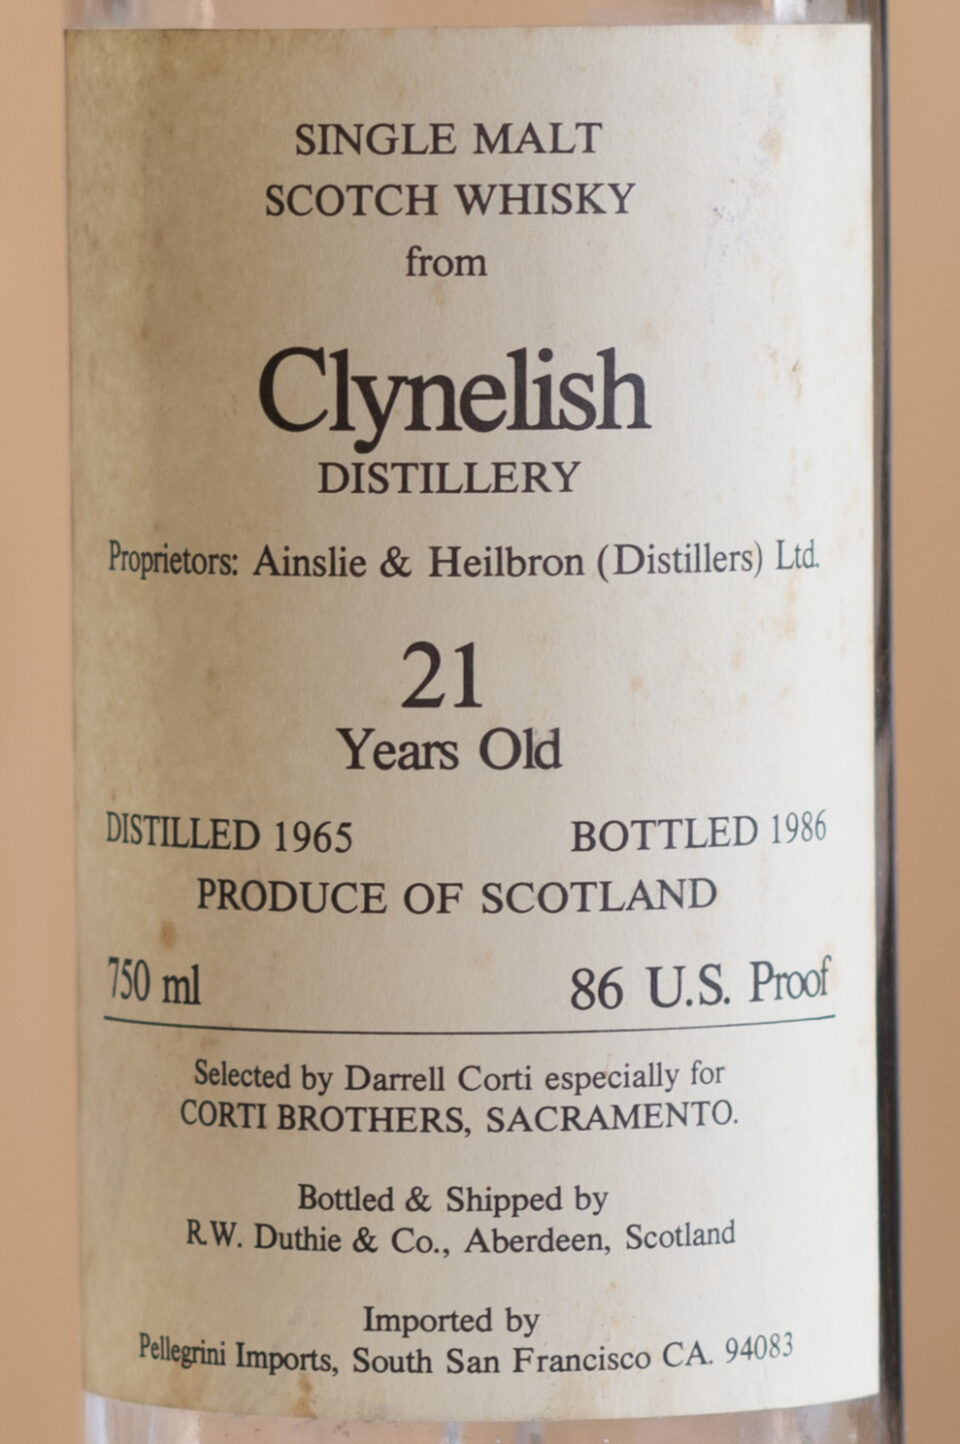 SINGLE MALT
SCOTCH WHISKY
from
Clynelish
DISTILLERY
Proprietors: Ainslie & Heilbron (Distillers) Ltd.
21
Years Old
DISTILLED 1965 BOTTLED 1986
PRODUCE OF SCOTLAND
750 ml 86 U.S. Proof
Selected by Darrell Corti especially for
CORTI BROTHERS, SACRAMENTO.
Bottled & Shipped by
R.W. Duthie & Co., Aberdeen, Scotland
Imported by
Pellegrini Imports, South San Francisco CA. 94083